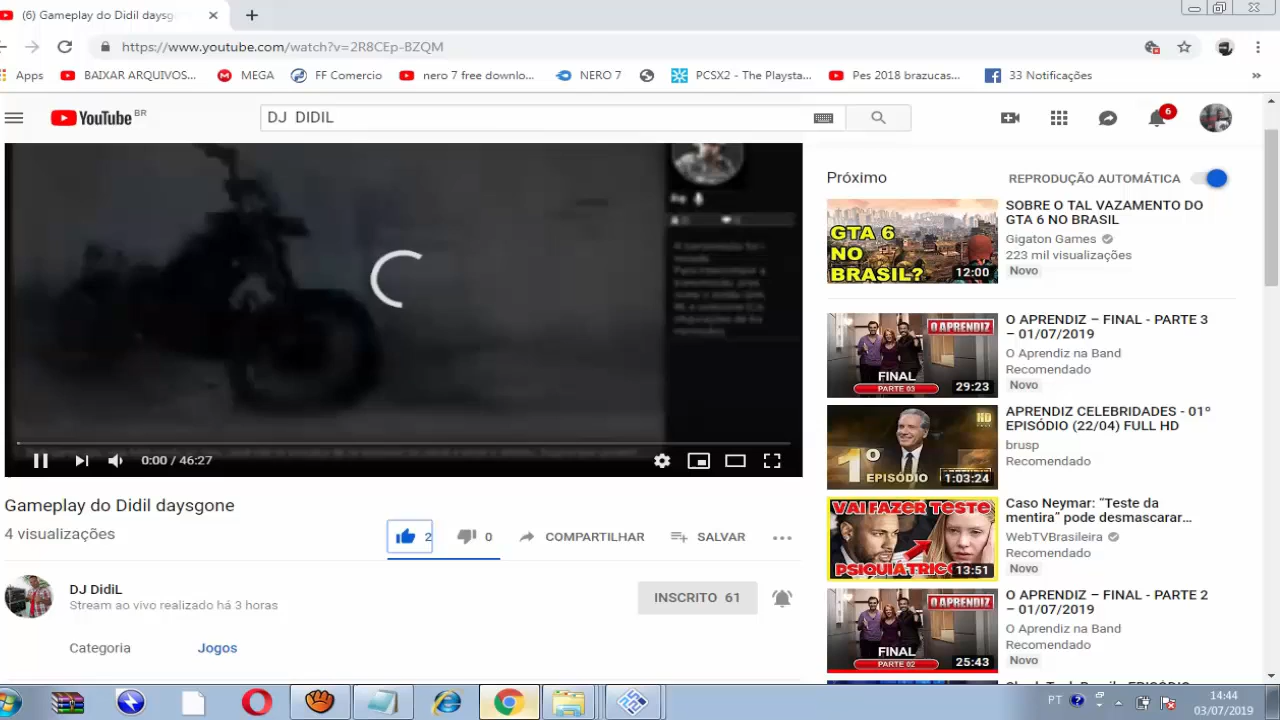 (6) Gameplay do Didil daysgone
https://www.youtube.com/watch?v=2R8CEp-BZQM
Apps BAIXAR ARQUIVOS... MEGA FF Comercio nero 7 free downlo... NERO 7 PCSX2 - The Playsta... Pes 2018 brazucas... 33 Notificações »
YouTube BR
DJ DIDIL
6
0:00 / 46:27
Gameplay do Didil daysgone
4 visualizações
2 0 COMPARTILHAR SALVAR
DJ DidiL
Stream ao vivo realizado há 3 horas
INSCRITO 61
Categoria Jogos
Próximo
REPRODUÇÃO AUTOMÁTICA
GTA 6
NO
BRASIL?
12:00
SOBRE O TAL VAZAMENTO DO
GTA 6 NO BRASIL
Gigaton Games
223 mil visualizações
Novo
O APRENDIZ
FINAL
PARTE 03
29:23
O APRENDIZ – FINAL - PARTE 3
– 01/07/2019
O Aprendiz na Band
Recomendado
Novo
HD
1º
EPISÓDIO
1:03:24
APRENDIZ CELEBRIDADES - 01º
EPISÓDIO (22/04) FULL HD
brusp
Recomendado
VAI FAZER TESTE
PSIQUIÁTRICO
13:51
Caso Neymar: “Teste da
mentira” pode desmascarar...
WebTVBrasileira
Recomendado
Novo
O APRENDIZ
FINAL
PARTE 02
25:43
O APRENDIZ – FINAL - PARTE 2
– 01/07/2019
O Aprendiz na Band
Recomendado
Novo
PT
14:44
03/07/2019